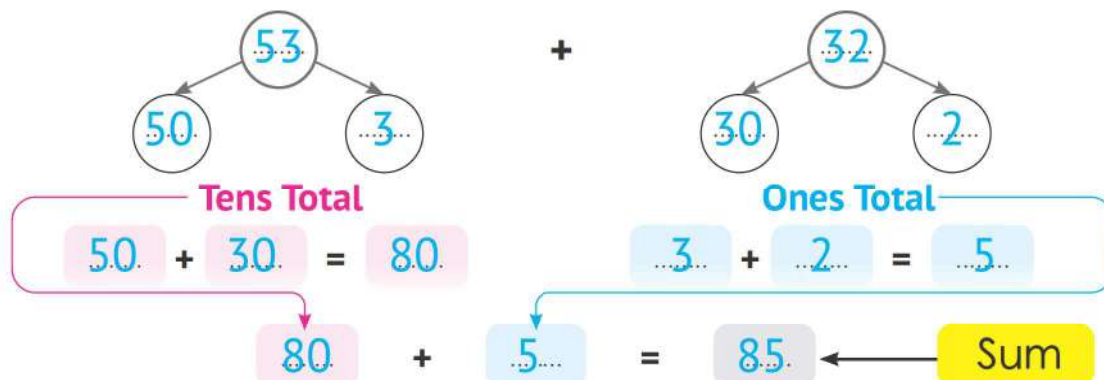 53 + 32
50 3 30 2
Tens Total Ones Total
50 + 30 = 80 3 + 2 = 5
80 + 5 = 85 Sum